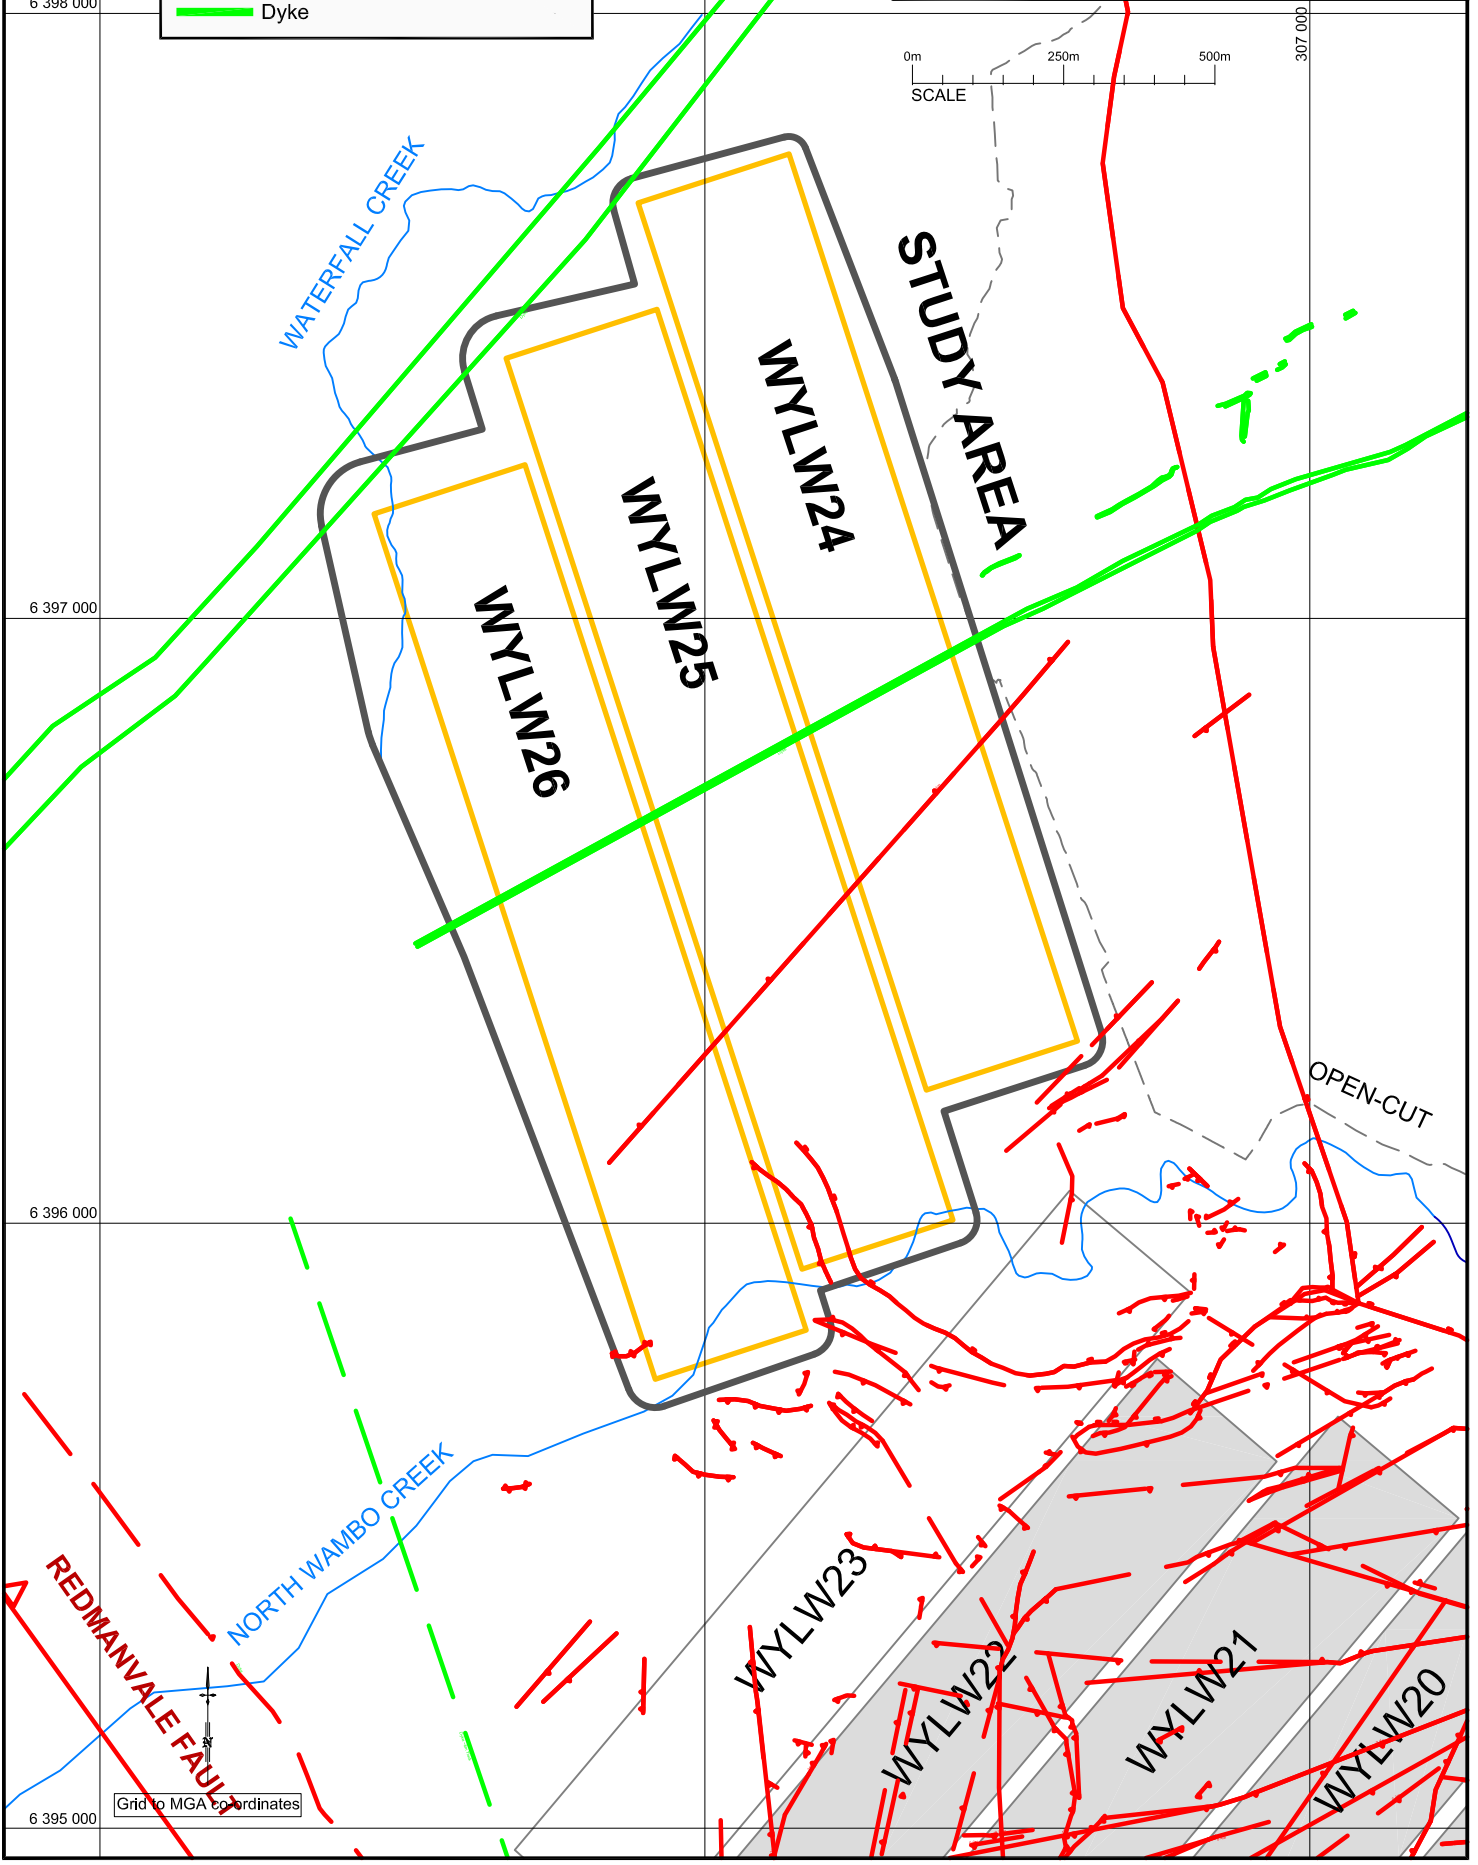 6 398 000
Dyke
0m 250m 500m
SCALE
307 000
WATERFALL CREEK
STUDY AREA
WYLW24
WYLW25
WYLW26
6 397 000
OPEN-CUT
6 396 000
NORTH WAMBO CREEK
REDMANVALE FAULT
WYLW23
WYLW22
WYLW21
WYLW20
N
Grid to MGA co-ordinates
6 395 000